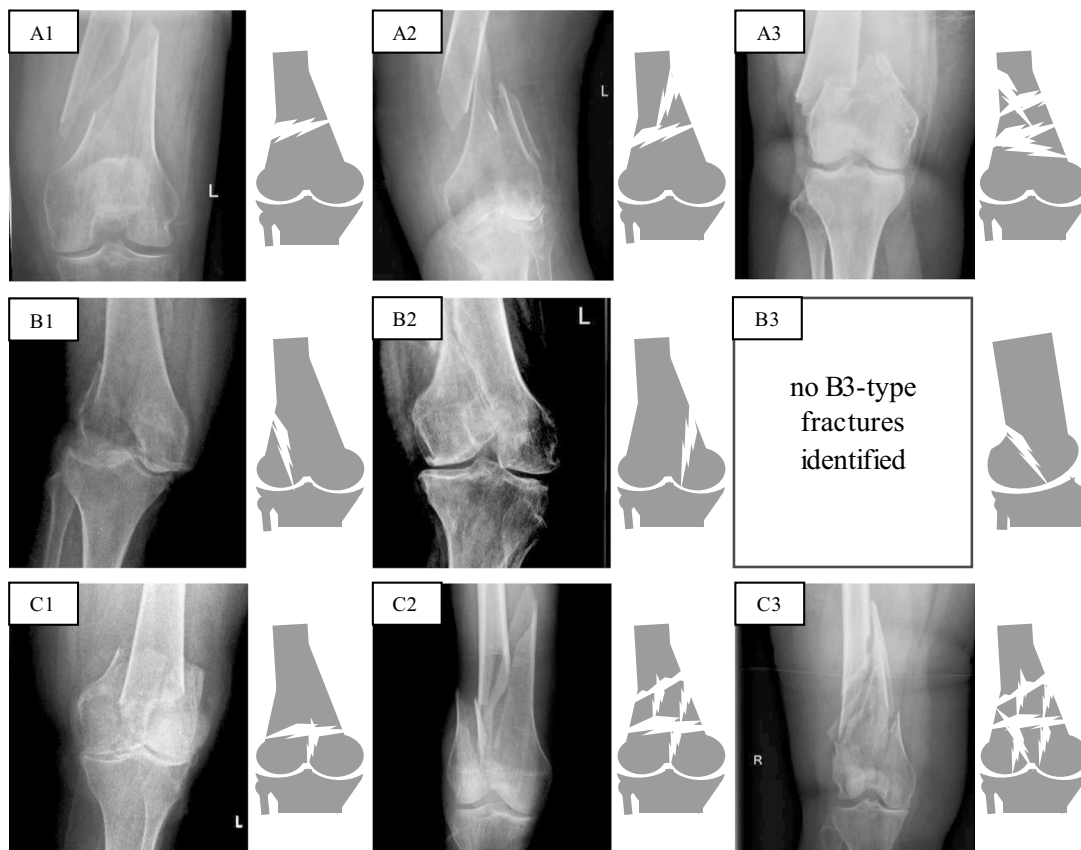 A1
A2
A3
L
L
B1
B2
L
B3
no B3-type
fractures
identified
C1
C2
C3
L
R